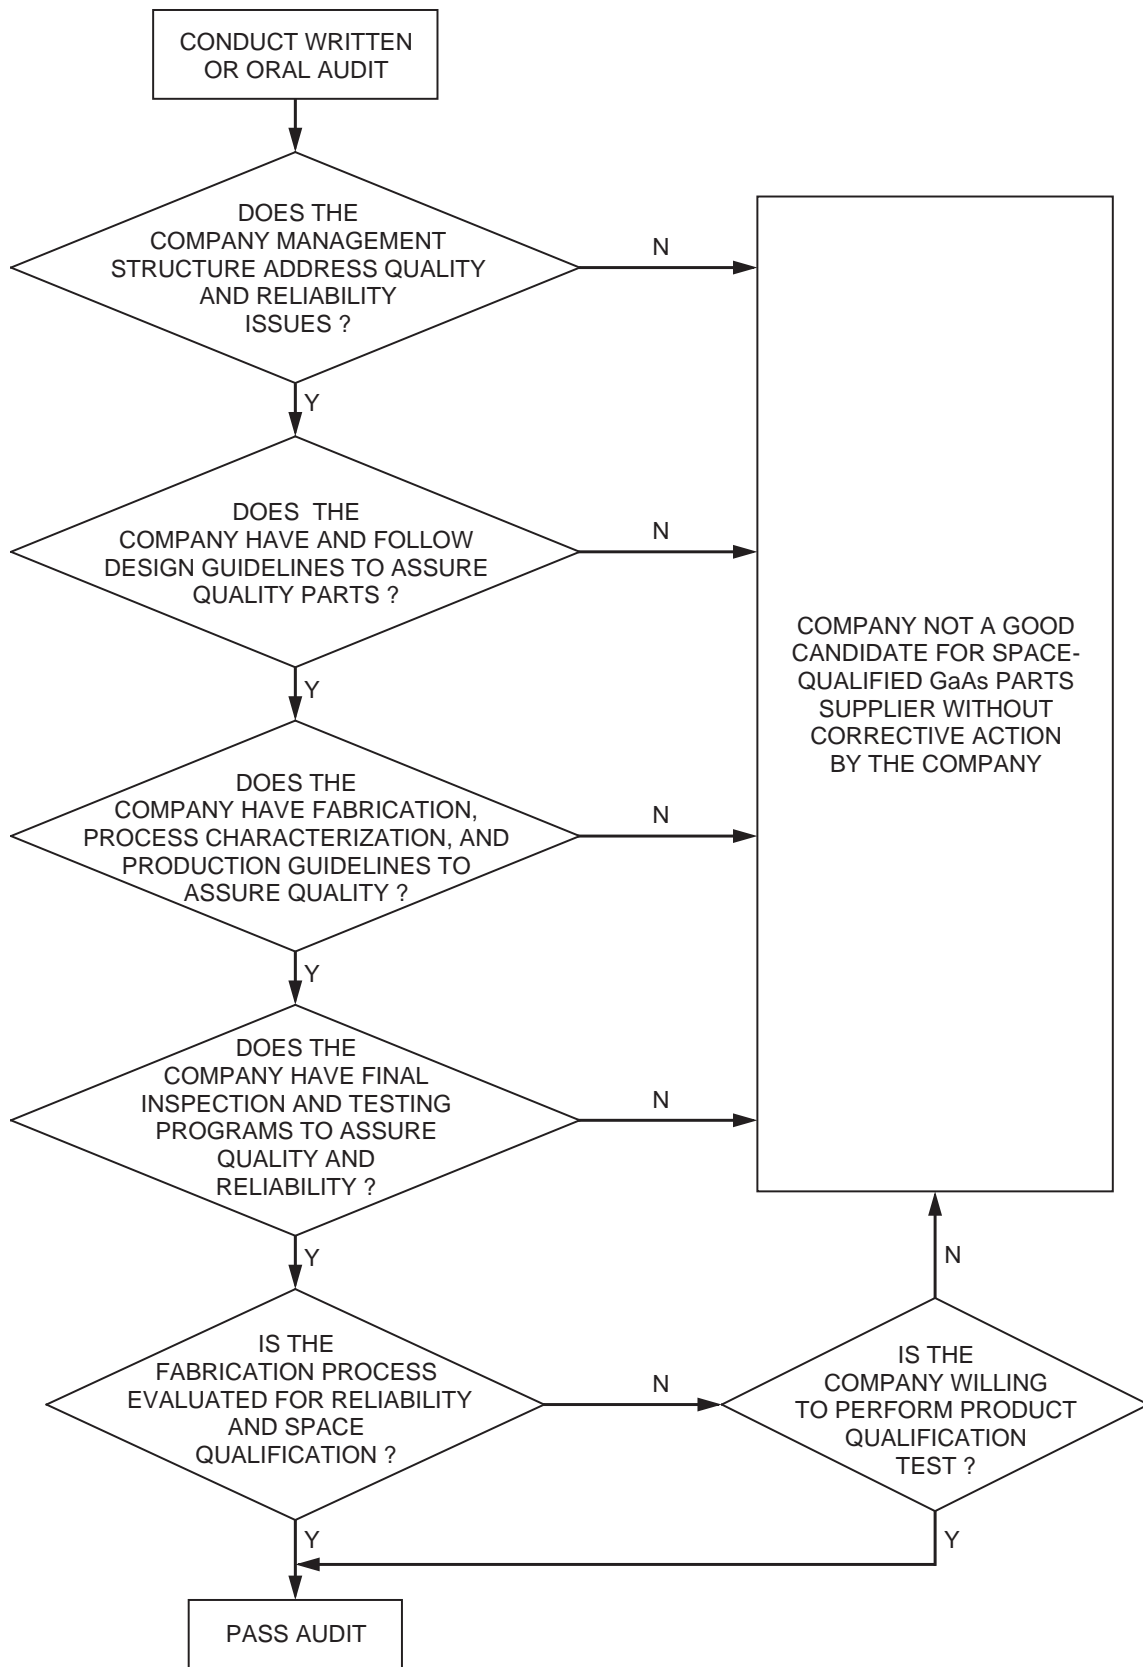 CONDUCT WRITTEN
OR ORAL AUDIT
DOES THE
COMPANY MANAGEMENT
STRUCTURE ADDRESS QUALITY
AND RELIABILITY
ISSUES ?
N
Y
DOES THE
COMPANY HAVE AND FOLLOW
DESIGN GUIDELINES TO ASSURE
QUALITY PARTS ?
N
Y
DOES THE
COMPANY HAVE FABRICATION,
PROCESS CHARACTERIZATION, AND
PRODUCTION GUIDELINES TO
ASSURE QUALITY ?
N
Y
DOES THE
COMPANY HAVE FINAL
INSPECTION AND TESTING
PROGRAMS TO ASSURE
QUALITY AND
RELIABILITY ?
N
Y
COMPANY NOT A GOOD
CANDIDATE FOR SPACE-
QUALIFIED GaAs PARTS
SUPPLIER WITHOUT
CORRECTIVE ACTION
BY THE COMPANY
IS THE
FABRICATION PROCESS
EVALUATED FOR RELIABILITY
AND SPACE
QUALIFICATION ?
N
Y
IS THE
COMPANY WILLING
TO PERFORM PRODUCT
QUALIFICATION
TEST ?
N
Y
PASS AUDIT